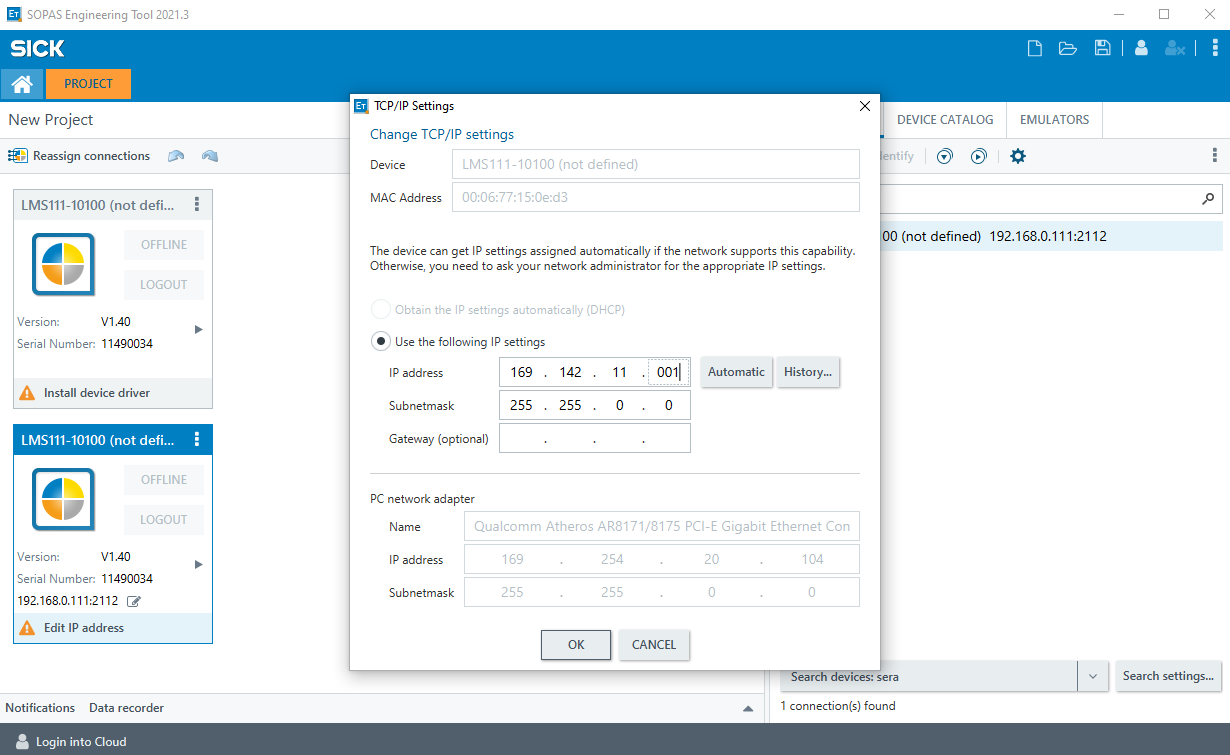 SOPAS Engineering Tool 2021.3
SICK
PROJECT
New Project
DEVICE CATALOG
EMULATORS
Reassign connections
LMS111-10100 (not defi...
OFFLINE
LOGOUT
Version: V1.40
Serial Number: 11490034
Install device driver
LMS111-10100 (not defi...
OFFLINE
LOGOUT
Version: V1.40
Serial Number: 11490034
192.168.0.111:2112
Edit IP address
ET TCP/IP Settings
Change TCP/IP settings
Device LMS111-10100 (not defined)
MAC Address 00:06:77:15:0e:d3
The device can get IP settings assigned automatically if the network supports this capability.
Otherwise, you need to ask your network administrator for the appropriate IP settings.
Obtain the IP settings automatically (DHCP)
Use the following IP settings
IP address 169 . 142 . 11 . 001 Automatic History...
Subnetmask 255 . 255 . 0 . 0
Gateway (optional) . . .
PC network adapter
Name Qualcomm Atheros AR8171/8175 PCI-E Gigabit Ethernet Con
IP address 169 . 254 . 20 . 104
Subnetmask 255 . 255 . 0 . 0
OK CANCEL
00 (not defined) 192.168.0.111:2112
Search devices: sera
Search settings...
1 connection(s) found
Notifications Data recorder
Login into Cloud